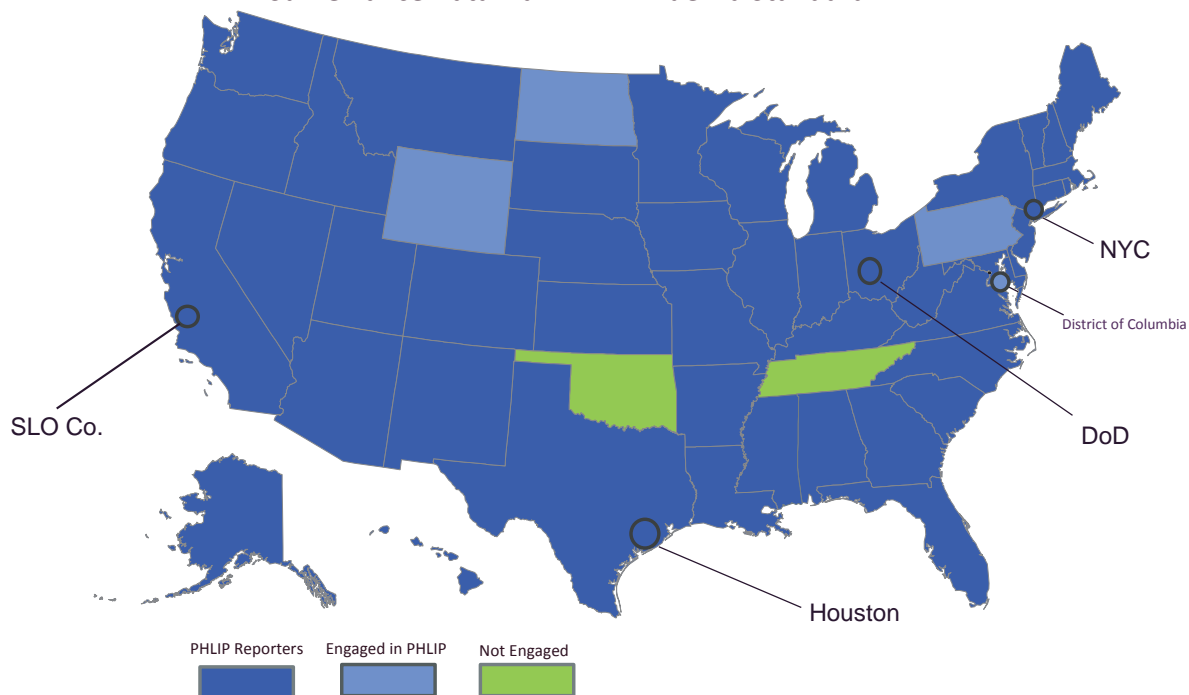 NYC
District of Columbia
SLO Co.
DoD
Houston
PHLIP Reporters
Engaged in PHLIP
Not Engaged